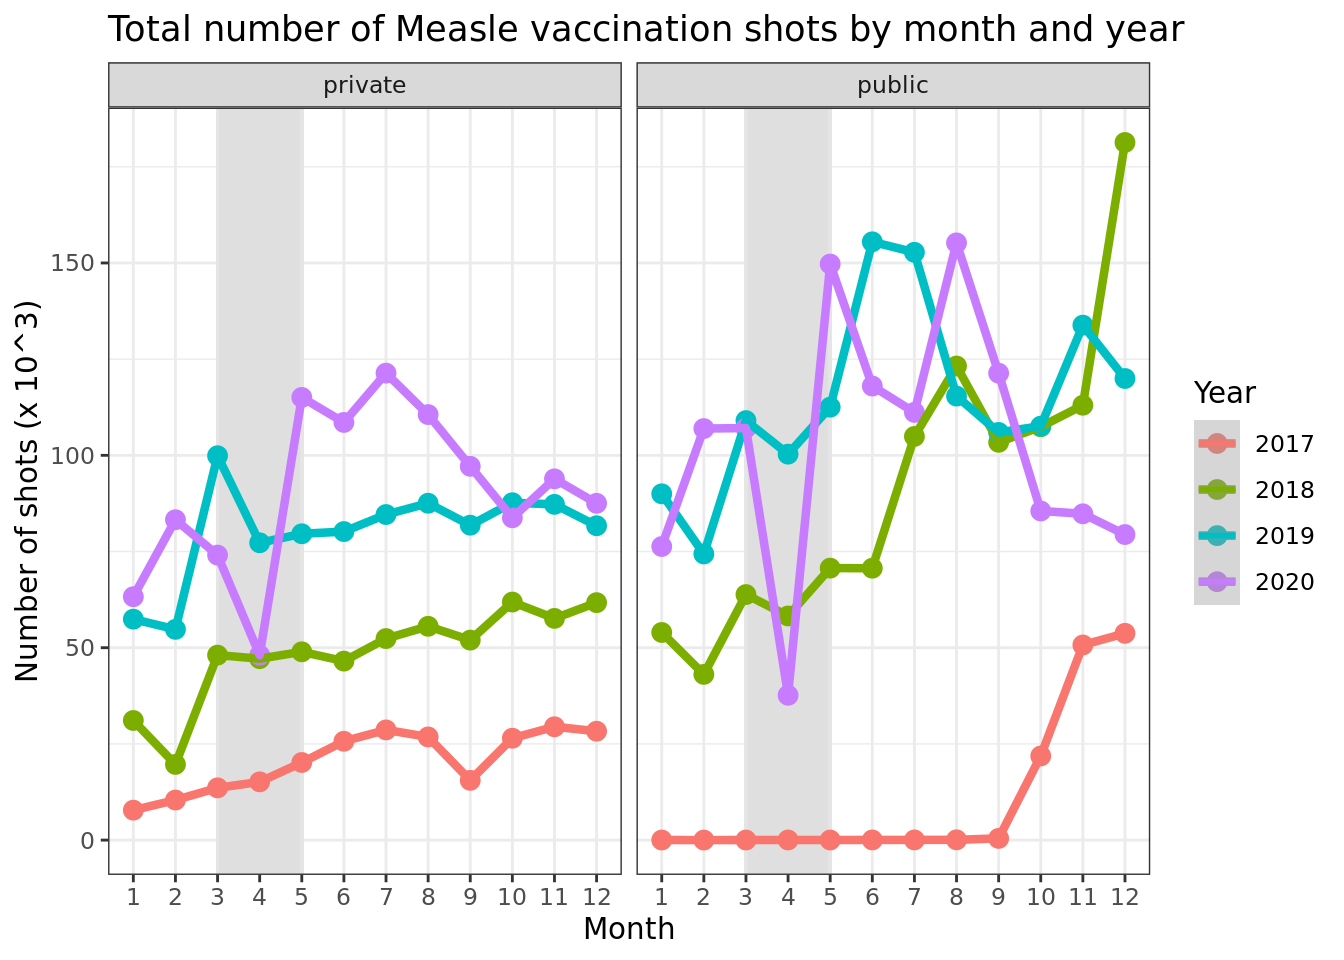 Total number of Measle vaccination shots by month and year
private
public
150
100
50
0
Number of shots (x 10^3)
1 2 3 4 5 6 7 8 9 10 11 12
1 2 3 4 5 6 7 8 9 10 11 12
Month
Year
2017
2018
2019
2020